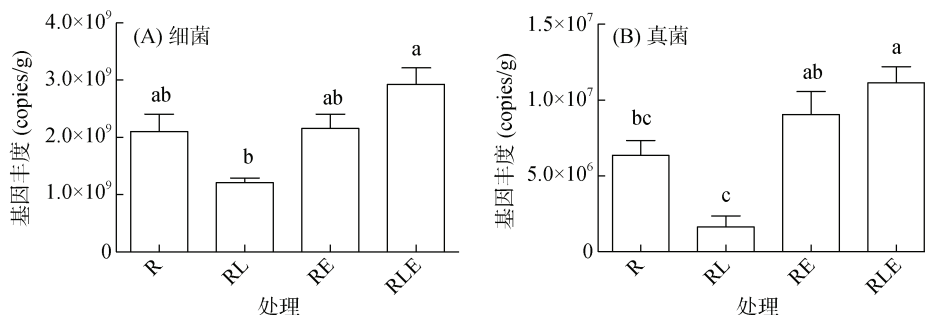 (A) 细菌
基因丰度 (copies/g)
4.0×10⁹
3.0×10⁹
2.0×10⁹
1.0×10⁹
0
ab
b
ab
a
R
RL
RE
RLE
处理
(B) 真菌
基因丰度 (copies/g)
1.5×10⁷
1.0×10⁷
5.0×10⁶
0
bc
c
ab
a
R
RL
RE
RLE
处理